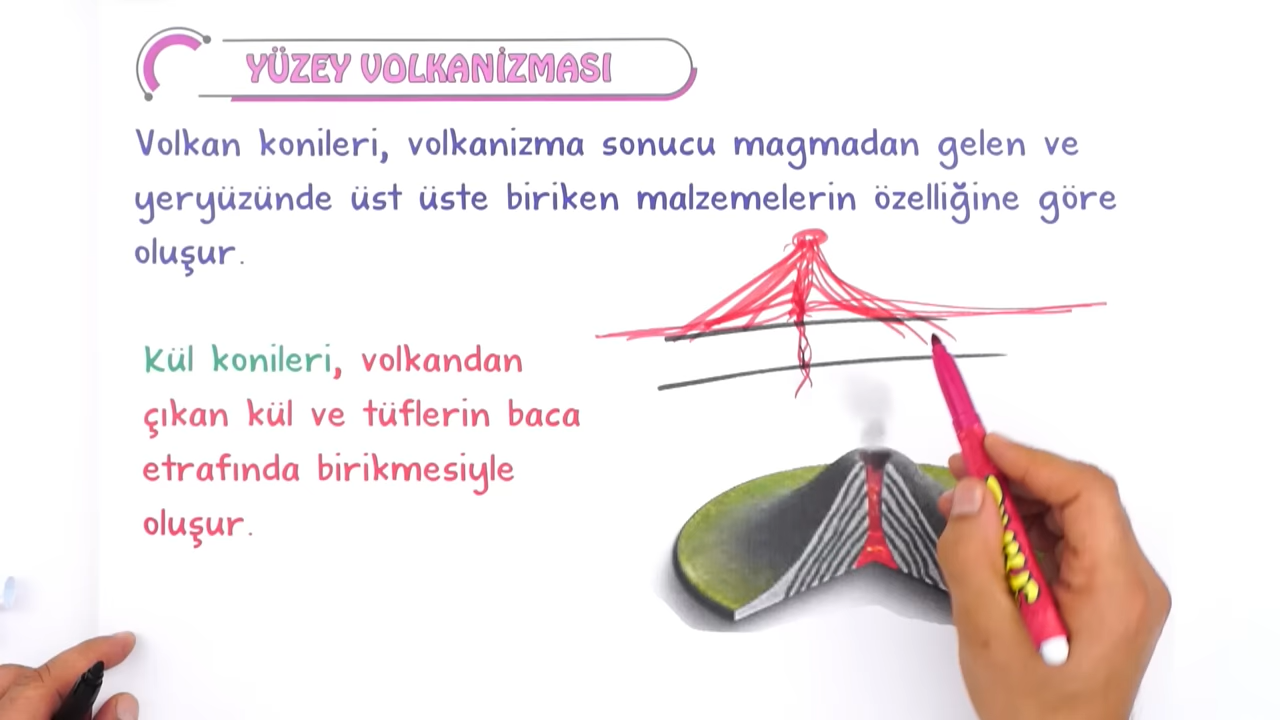 YÜZEY VOLKANİZMASI
Volkan konileri, volkanizma sonucu magmadan gelen ve
yeryüzünde üst üste biriken malzemelerin özelliğine göre
oluşur.
Kül konileri, volkandan
çıkan kül ve tüflerin baca
etrafında birikmesiyle
oluşur.